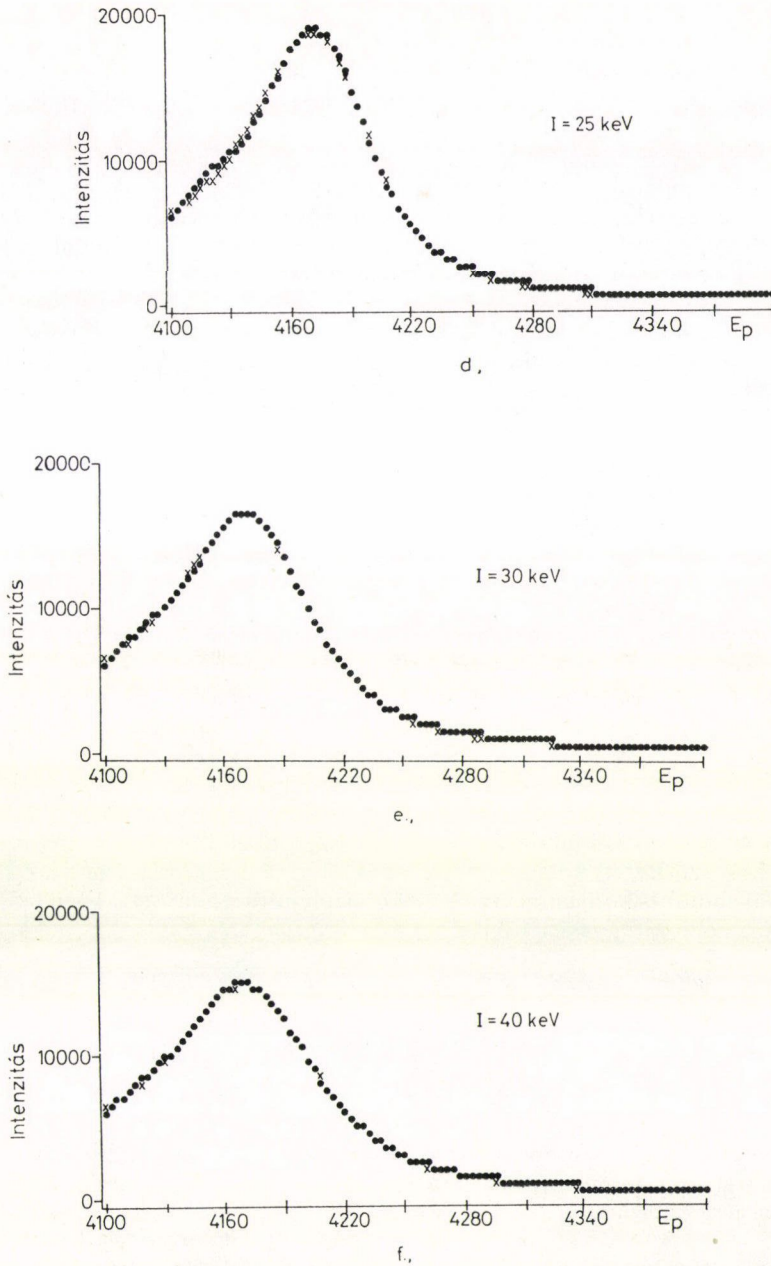 20000
10000
0
Intenzitás
I = 25 keV
4100 4160 4220 4280 4340 Ep
d.,
20000
10000
0
Intenzitás
I = 30 keV
4100 4160 4220 4280 4340 Ep
e.,
20000
10000
0
Intenzitás
I = 40 keV
4100 4160 4220 4280 4340 Ep
f.,